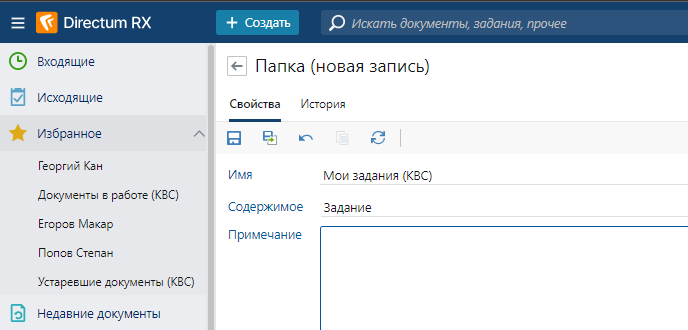 Directum RX
+ Создать
Искать документы, задания, прочее
Входящие
Исходящие
Избранное
Георгий Кан
Документы в работе (КВС)
Егоров Макар
Попов Степан
Устаревшие документы (КВС)
Недавние документы
Папка (новая запись)
Свойства
История
Имя
Мои задания (КВС)
Содержимое
Задание
Примечание